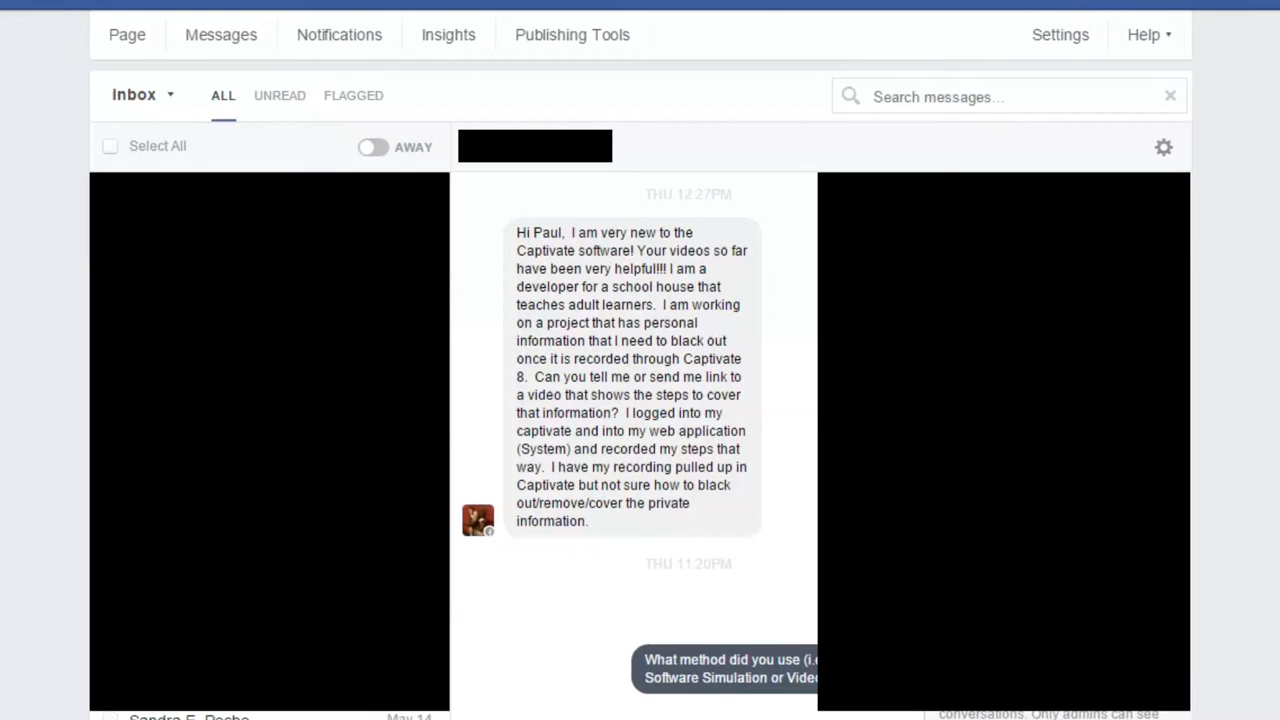 Page Messages Notifications Insights Publishing Tools Settings Help
Inbox ALL UNREAD FLAGGED Search messages...
Select All AWAY
THU 12:27PM
Hi Paul, I am very new to the
Captivate software! Your videos so far
have been very helpful!!! I am a
developer for a school house that
teaches adult learners. I am working
on a project that has personal
information that I need to black out
once it is recorded through Captivate
8. Can you tell me or send me link to
a video that shows the steps to cover
that information? I logged into my
captivate and into my web application
(System) and recorded my steps that
way. I have my recording pulled up in
Captivate but not sure how to black
out/remove/cover the private
information.
THU 11:20PM
What method did you use (i.e
Software Simulation or Video
Sandra E. Roche May 14
conversations. Only admins can see